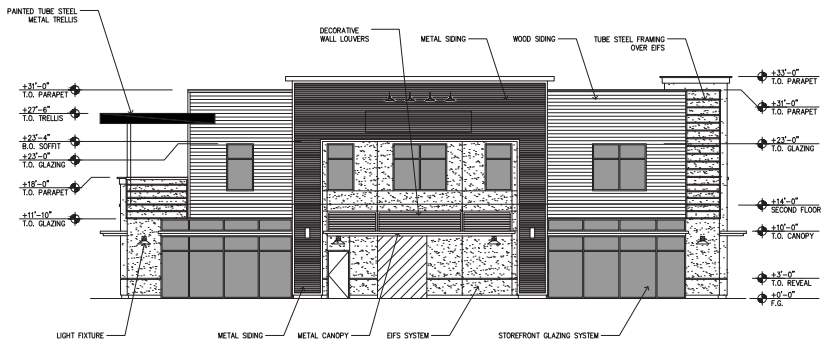 PAINTED TUBE STEEL
METAL TRELLIS
DECORATIVE
WALL LOUVERS
METAL SIDING
WOOD SIDING
TUBE STEEL FRAMING
OVER EIFS
+31'-0"
T.O. PARAPET
+27'-6"
T.O. TRELLIS
+23'-4"
B.O. SOFFIT
+23'-0"
T.O. GLAZING
+18'-0"
T.O. PARAPET
+11'-10"
T.O. GLAZING
+33'-0"
T.O. PARAPET
+31'-0"
T.O. PARAPET
+23'-0"
T.O. GLAZING
+14'-0"
SECOND FLOOR
+10'-0"
T.O. CANOPY
+3'-0"
T.O. REVEAL
+0'-0"
F.G.
LIGHT FIXTURE
METAL SIDING
METAL CANOPY
EIFS SYSTEM
STOREFRONT GLAZING SYSTEM